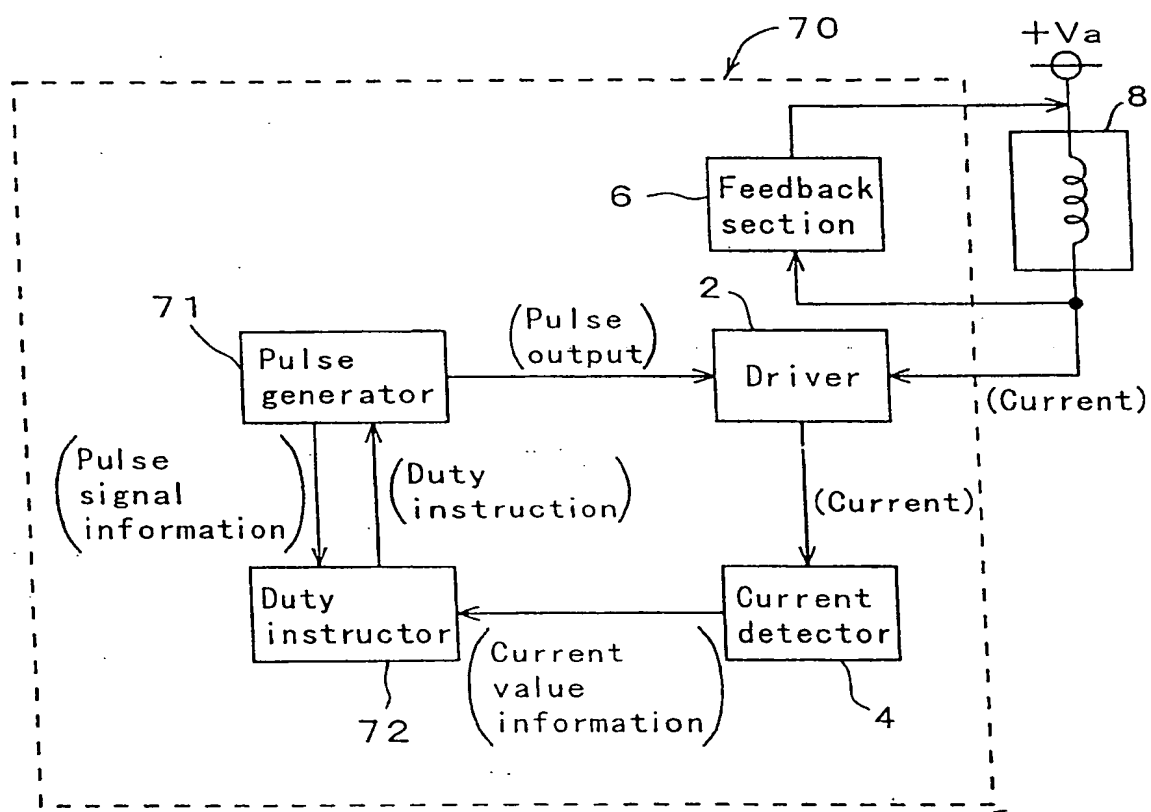 70
+Va
8
6
Feedback
section
71
2
(Pulse
output)
Pulse
generator
Driver
(Current)
(Pulse
signal
information)
(Duty
instruction)
(Current)
Duty
instructor
Current
detector
(Current
value
information)
72
4